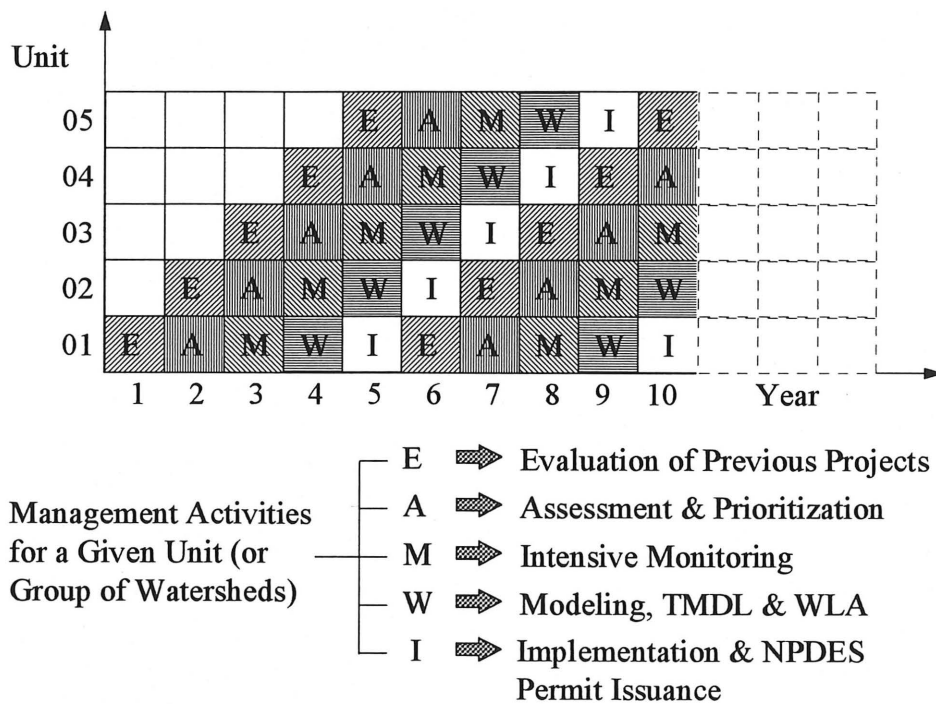 Unit
05 E A M W I E
04 E A M W I E A
03 E A M W I E A M
02 E A M W I E A M W
01 E A M W I E A M W I
1 2 3 4 5 6 7 8 9 10 Year
Management Activities
for a Given Unit (or
Group of Watersheds)
E Evaluation of Previous Projects
A Assessment & Prioritization
M Intensive Monitoring
W Modeling, TMDL & WLA
I Implementation & NPDES
Permit Issuance